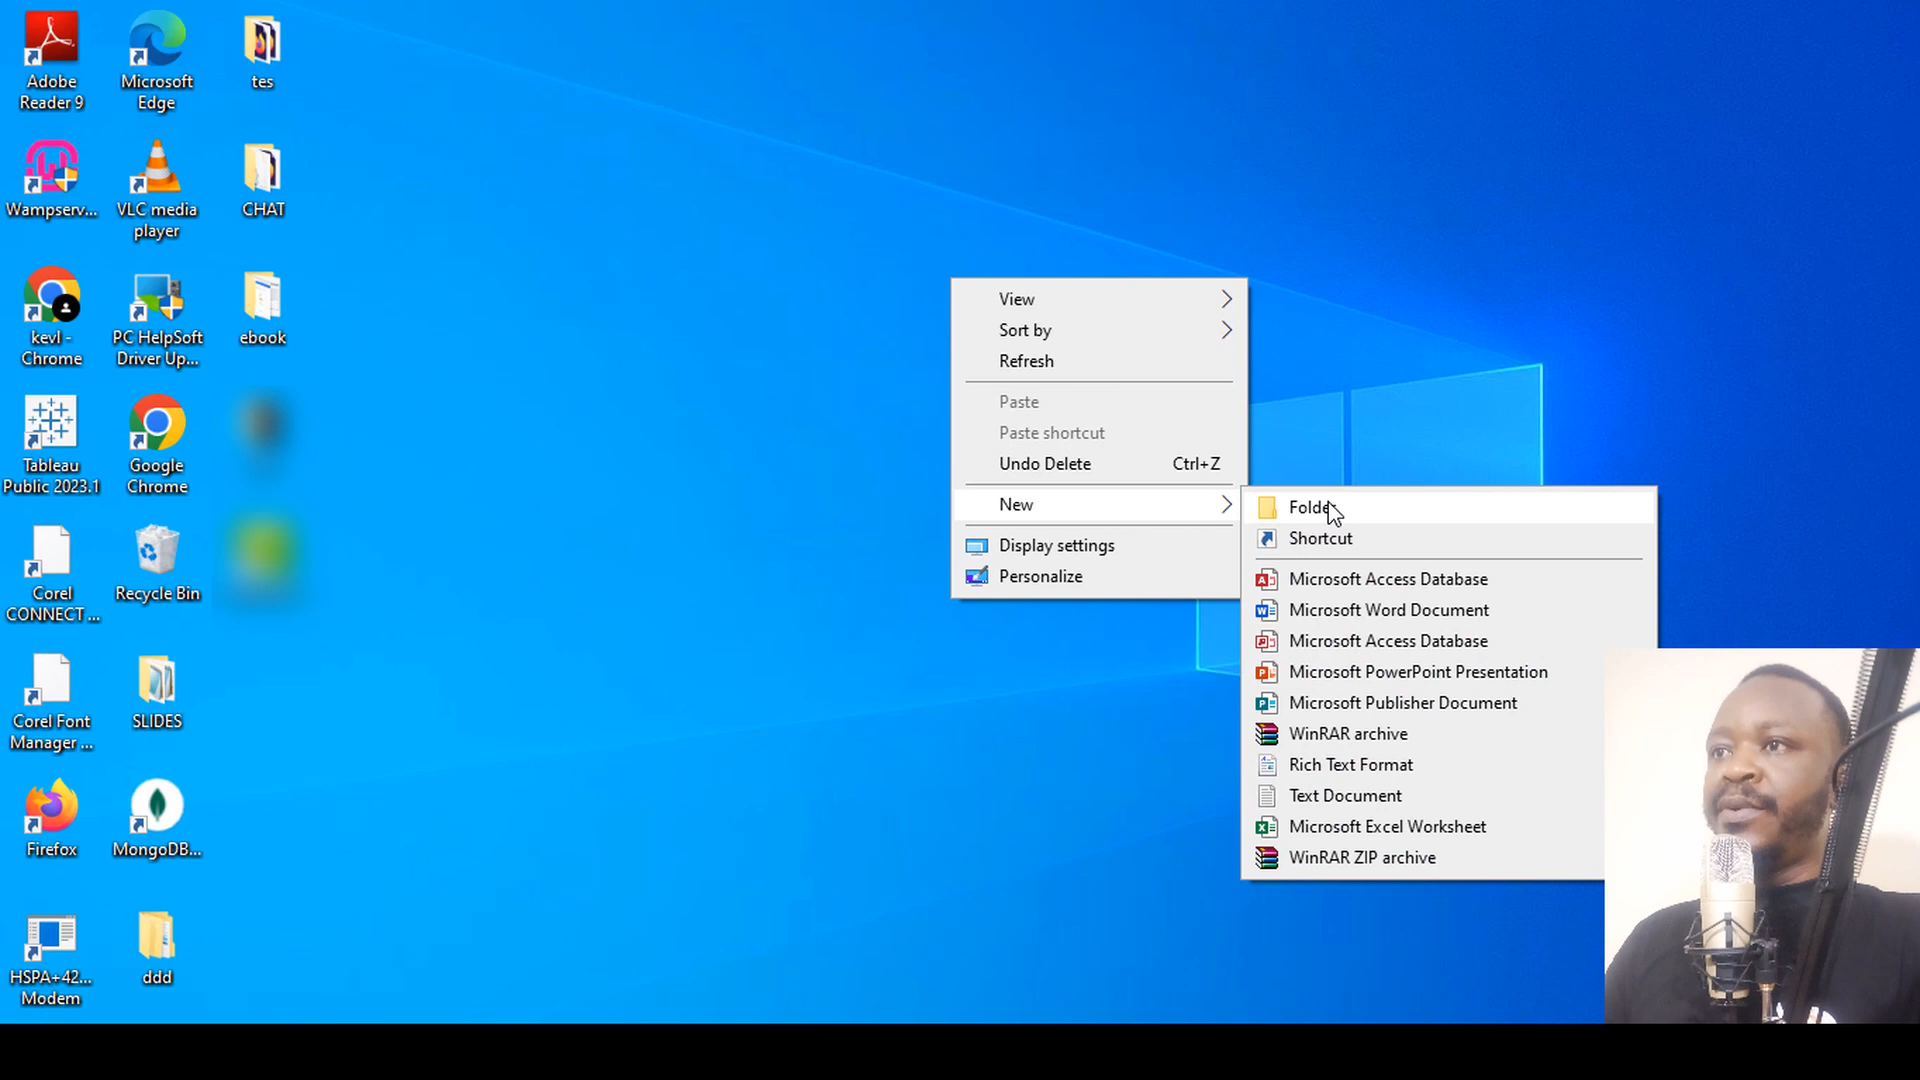 Adobe
Reader 9
Microsoft
Edge
tes
Wampserv...
VLC media
player
CHAT
kevl -
Chrome
PC HelpSoft
Driver Up...
ebook
Tableau
Public 2023.1
Google
Chrome
Corel
CONNECT ...
Recycle Bin
Corel Font
Manager ...
SLIDES
Firefox
MongoDB...
HSPA+42...
Modem
ddd
View
Sort by
Refresh
Paste
Paste shortcut
Undo Delete Ctrl+Z
New
Display settings
Personalize
Folder
Shortcut
Microsoft Access Database
Microsoft Word Document
Microsoft Access Database
Microsoft PowerPoint Presentation
Microsoft Publisher Document
WinRAR archive
Rich Text Format
Text Document
Microsoft Excel Worksheet
WinRAR ZIP archive